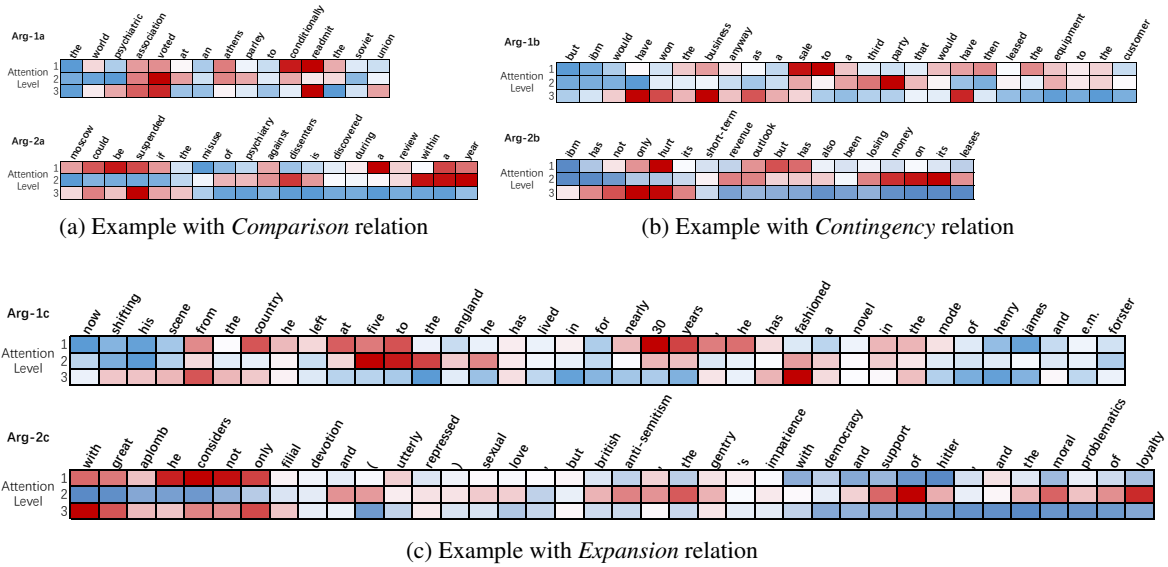 Arg-1a
the world psychiatric association voted at an athens parley to conditionally readmit the soviet union
Attention Level
1
2
3
Arg-2a
moscow could be suspended if the misuse of psychiatry against dissenters is discovered during a review within a year
Attention Level
1
2
3
(a) Example with Comparison relation
Arg-1b
but ibm would have won the business anyway as a sale to a third party that would have then leased the equipment to the customer
Attention Level
1
2
3
Arg-2b
ibm has not only hurt its short-term revenue outlook but has also been losing money on its leases
Attention Level
1
2
3
(b) Example with Contingency relation
Arg-1c
now shifting his scene from the country he left at five to the england he has lived in for nearly 30 years , he has fashioned a novel in the mode of henry james and e.m. forster
Attention Level
1
2
3
Arg-2c
with great aplomb he considers not only filial devotion and ( utterly repressed ) sexual love , but british anti-semitism , the gentry 's impatience with democracy and support of hitler , and the moral problematics of loyalty
Attention Level
1
2
3
(c) Example with Expansion relation